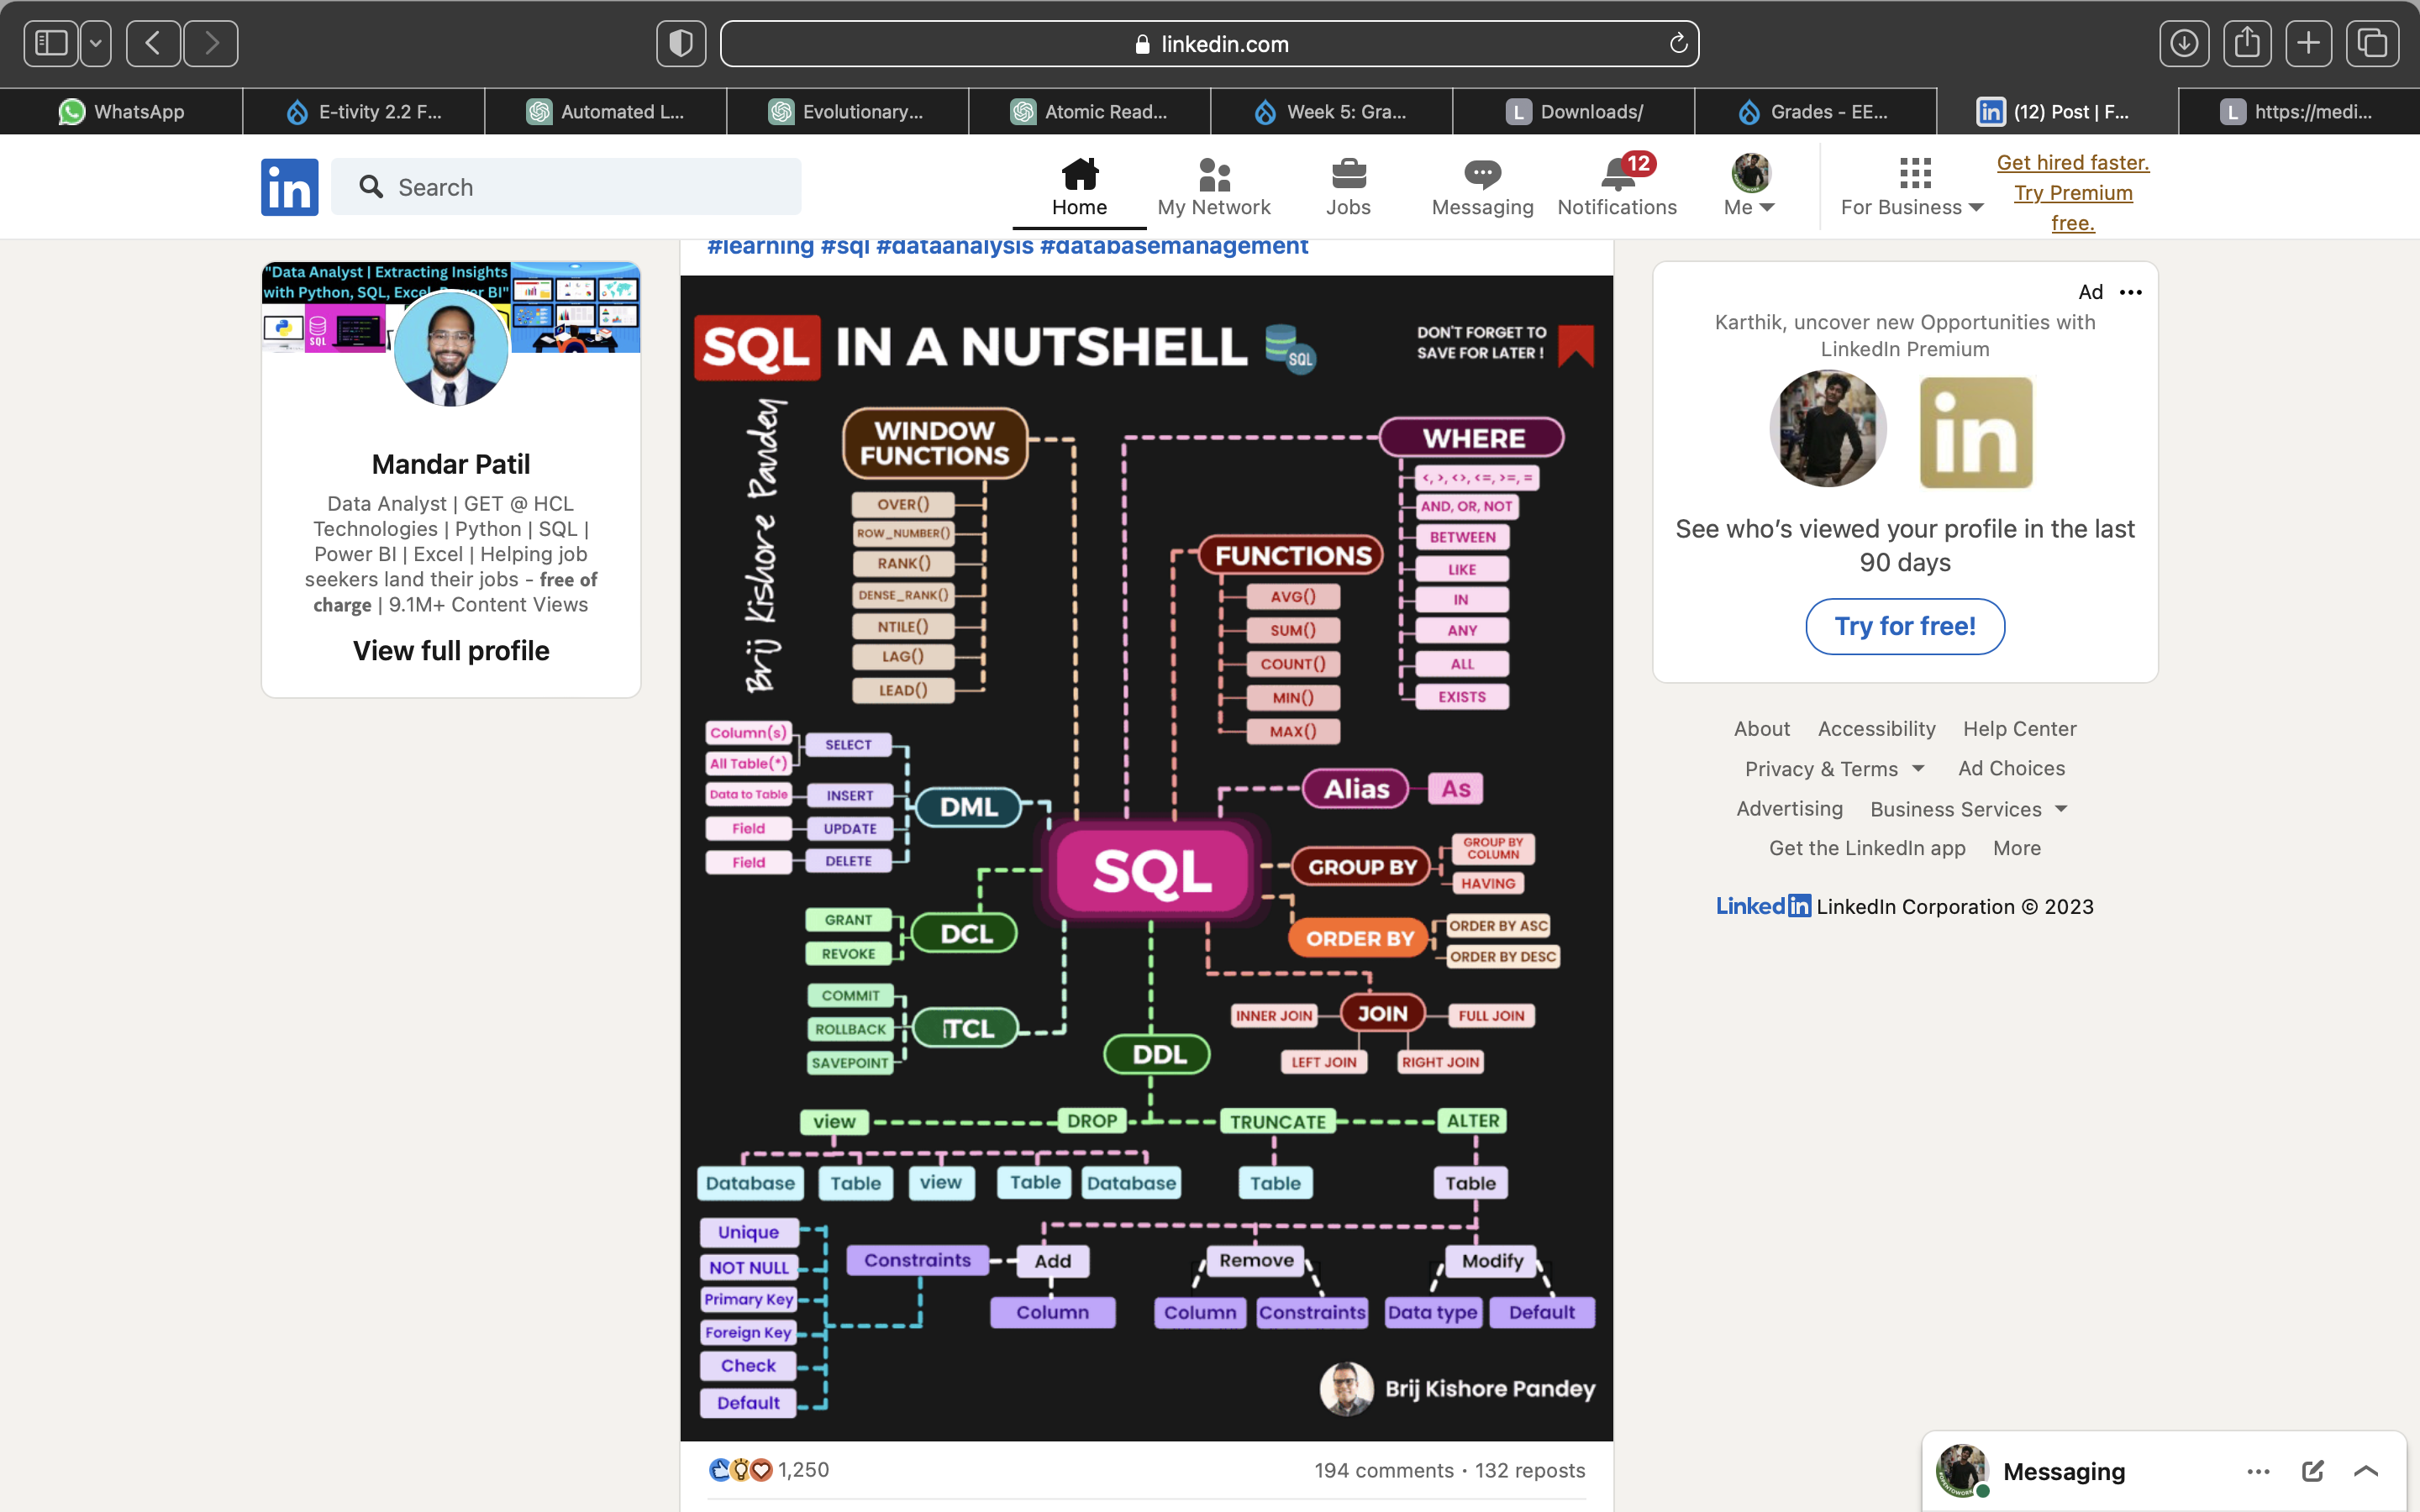 linkedin.com
WhatsApp
E-tivity 2.2 F...
Automated L...
Evolutionary...
Atomic Read...
Week 5: Gra...
L Downloads/
Grades - EE...
in (12) Post | F...
L https://medi...
in Search
Home
My Network
Jobs
Messaging
12
Notifications
Me
For Business
Get hired faster.
Try Premium
free.
"Data Analyst | Extracting Insights
with Python, SQL, Excel, Power BI"
SQL
Mandar Patil
Data Analyst | GET @ HCL
Technologies | Python | SQL |
Power BI | Excel | Helping job
seekers land their jobs - free of
charge | 9.1M+ Content Views
View full profile
#learning #sql #dataanalysis #databasemanagement
SQL IN A NUTSHELL
SQL
DON'T FORGET TO
SAVE FOR LATER !
Brij Kishore Pandey
WINDOW
FUNCTIONS
OVER()
ROW_NUMBER()
RANK()
DENSE_RANK()
NTILE()
LAG()
LEAD()
WHERE
<, >, <>, <=, >=, =
AND, OR, NOT
BETWEEN
LIKE
IN
ANY
ALL
EXISTS
FUNCTIONS
AVG()
SUM()
COUNT()
MIN()
MAX()
Column(s)
All Table(*)
SELECT
Data to Table
INSERT
Field
UPDATE
Field
DELETE
DML
Alias
As
SQL
GROUP BY
GROUP BY
COLUMN
HAVING
GRANT
REVOKE
DCL
ORDER BY
ORDER BY ASC
ORDER BY DESC
COMMIT
ROLLBACK
SAVEPOINT
TCL
INNER JOIN
JOIN
FULL JOIN
LEFT JOIN
RIGHT JOIN
DDL
view
DROP
TRUNCATE
ALTER
Database
Table
view
Table
Database
Table
Table
Unique
NOT NULL
Primary Key
Foreign Key
Check
Default
Constraints
Add
Column
Remove
Column
Constraints
Modify
Data type
Default
Brij Kishore Pandey
1,250
194 comments • 132 reposts
Ad
Karthik, uncover new Opportunities with
LinkedIn Premium
in
See who's viewed your profile in the last
90 days
Try for free!
About Accessibility Help Center
Privacy & Terms Ad Choices
Advertising Business Services
Get the LinkedIn app More
LinkedIn LinkedIn Corporation © 2023
Messaging